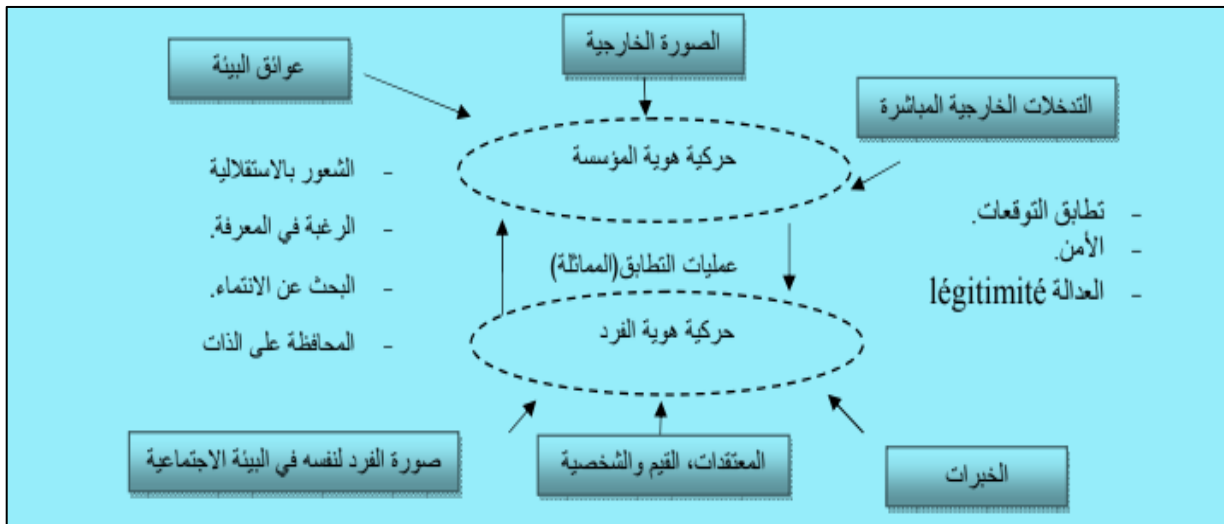 الصورة الخارجية
عوائق البيئة
التدخلات الخارجية المباشرة
حركية هوية المؤسسة
- الشعور بالاستقلالية
- الرغبة في المعرفة.
- البحث عن الانتماء.
- المحافظة على الذات
- تطابق التوقعات.
- الأمن.
- العدالة légitimité
عمليات التطابق(المماثلة)
حركية هوية الفرد
صورة الفرد لنفسه في البيئة الاجتماعية
المعتقدات، القيم والشخصية
الخبرات